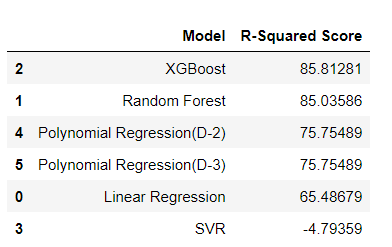 Model R-Squared Score
2 XGBoost 85.81281
1 Random Forest 85.03586
4 Polynomial Regression(D-2) 75.75489
5 Polynomial Regression(D-3) 75.75489
0 Linear Regression 65.48679
3 SVR -4.79359